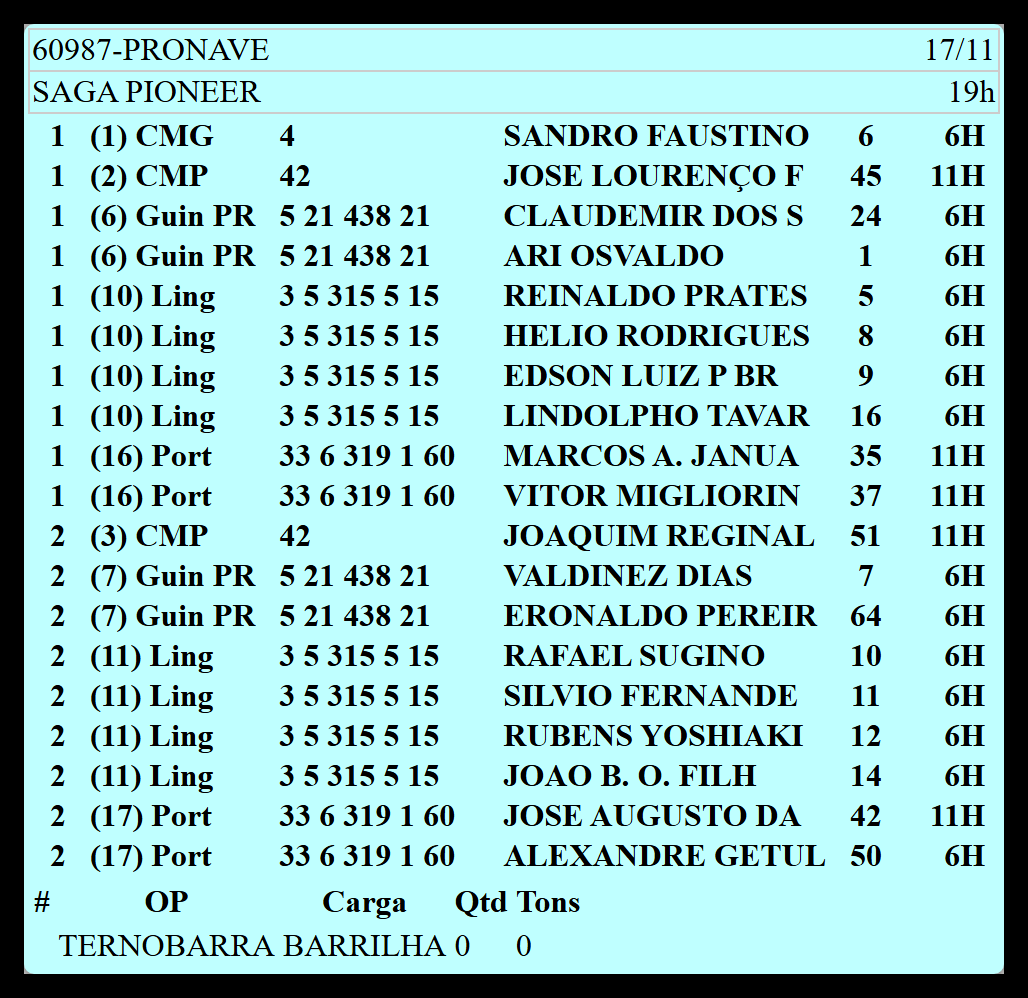 60987-PRONAVE 17/11
SAGA PIONEER 19h
1 (1) CMG 4 SANDRO FAUSTINO 6 6H
1 (2) CMP 42 JOSE LOURENÇO F 45 11H
1 (6) Guin PR 5 21 438 21 CLAUDEMIR DOS S 24 6H
1 (6) Guin PR 5 21 438 21 ARI OSVALDO 1 6H
1 (10) Ling 3 5 315 5 15 REINALDO PRATES 5 6H
1 (10) Ling 3 5 315 5 15 HELIO RODRIGUES 8 6H
1 (10) Ling 3 5 315 5 15 EDSON LUIZ P BR 9 6H
1 (10) Ling 3 5 315 5 15 LINDOLPHO TAVAR 16 6H
1 (16) Port 33 6 319 1 60 MARCOS A. JANUA 35 11H
1 (16) Port 33 6 319 1 60 VITOR MIGLIORIN 37 11H
2 (3) CMP 42 JOAQUIM REGINAL 51 11H
2 (7) Guin PR 5 21 438 21 VALDINEZ DIAS 7 6H
2 (7) Guin PR 5 21 438 21 ERONALDO PEREIR 64 6H
2 (11) Ling 3 5 315 5 15 RAFAEL SUGINO 10 6H
2 (11) Ling 3 5 315 5 15 SILVIO FERNANDE 11 6H
2 (11) Ling 3 5 315 5 15 RUBENS YOSHIAKI 12 6H
2 (11) Ling 3 5 315 5 15 JOAO B. O. FILH 14 6H
2 (17) Port 33 6 319 1 60 JOSE AUGUSTO DA 42 11H
2 (17) Port 33 6 319 1 60 ALEXANDRE GETUL 50 6H
# OP Carga Qtd Tons
TERNOBARRA BARRILHA 0 0